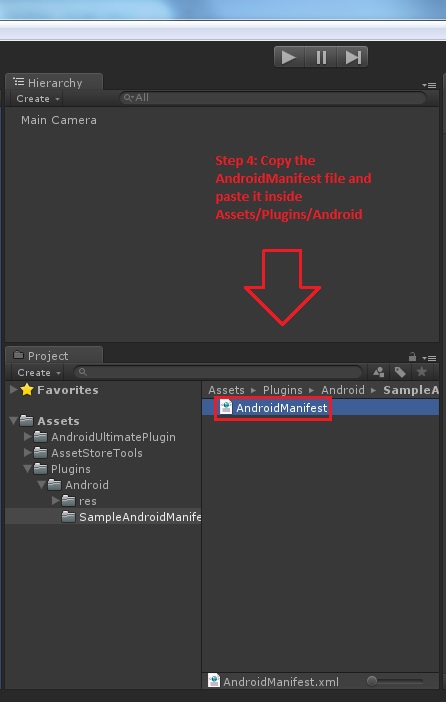 Hierarchy
Create
All
Main Camera
Step 4: Copy the
AndroidManifest file and
paste it inside
Assets/Plugins/Android
Project
Create
Favorites
Assets
AndroidUltimatePlugin
AssetStoreTools
Plugins
Android
res
SampleAndroidManife
Assets Plugins Android SampleA
AndroidManifest
AndroidManifest.xml